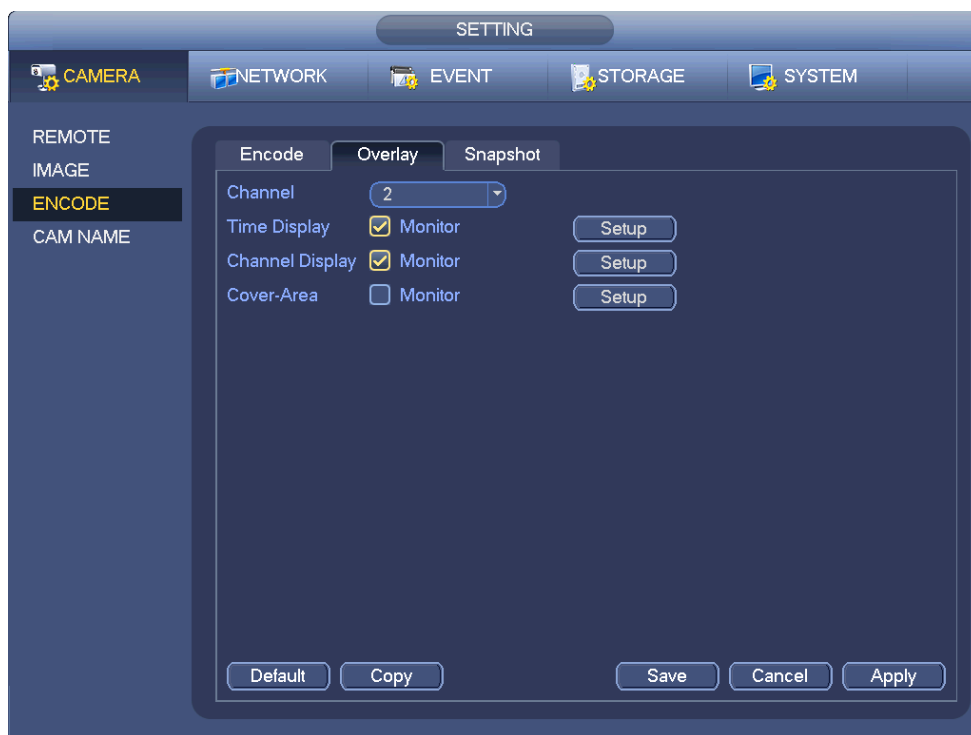 SETTING
CAMERA NETWORK EVENT STORAGE SYSTEM
REMOTE
IMAGE
ENCODE
CAM NAME
Encode Overlay Snapshot
Channel 2
Time Display Monitor Setup
Channel Display Monitor Setup
Cover-Area Monitor Setup
Default Copy Save Cancel Apply